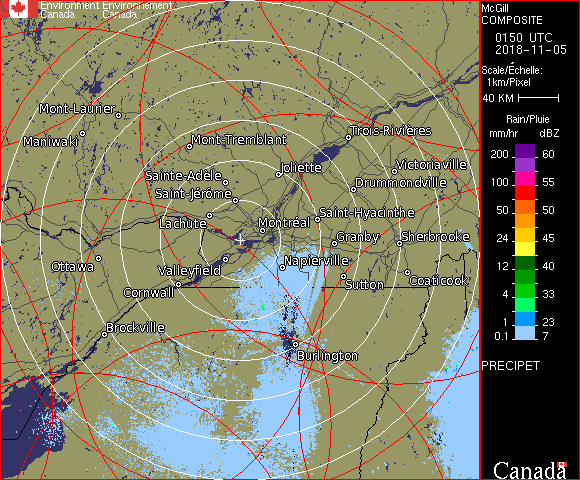 Environment Environnement
Canada Canada
McGill
COMPOSITE
0150 UTC
2018-11-05
Scale/Échelle:
1km/Pixel
40 KM
Rain/Pluie
mm/hr dBZ
200 60
150 55
100 55
50 50
24 45
12 40
4 33
1 23
0.1 7
PRECIPET
Canada
Mont-Laurier
Maniwaki
Mont-Tremblant
Trois-Rivières
Joliette
Victoriaville
Sainte-Adèle
Drummondville
Saint-Jérôme
Saint-Hyacinthe
Lachute
Montréal
Granby
Sherbrooke
Ottawa
Napierville
Valleyfield
Sutton
Coaticook
Cornwall
Brockville
Burlington